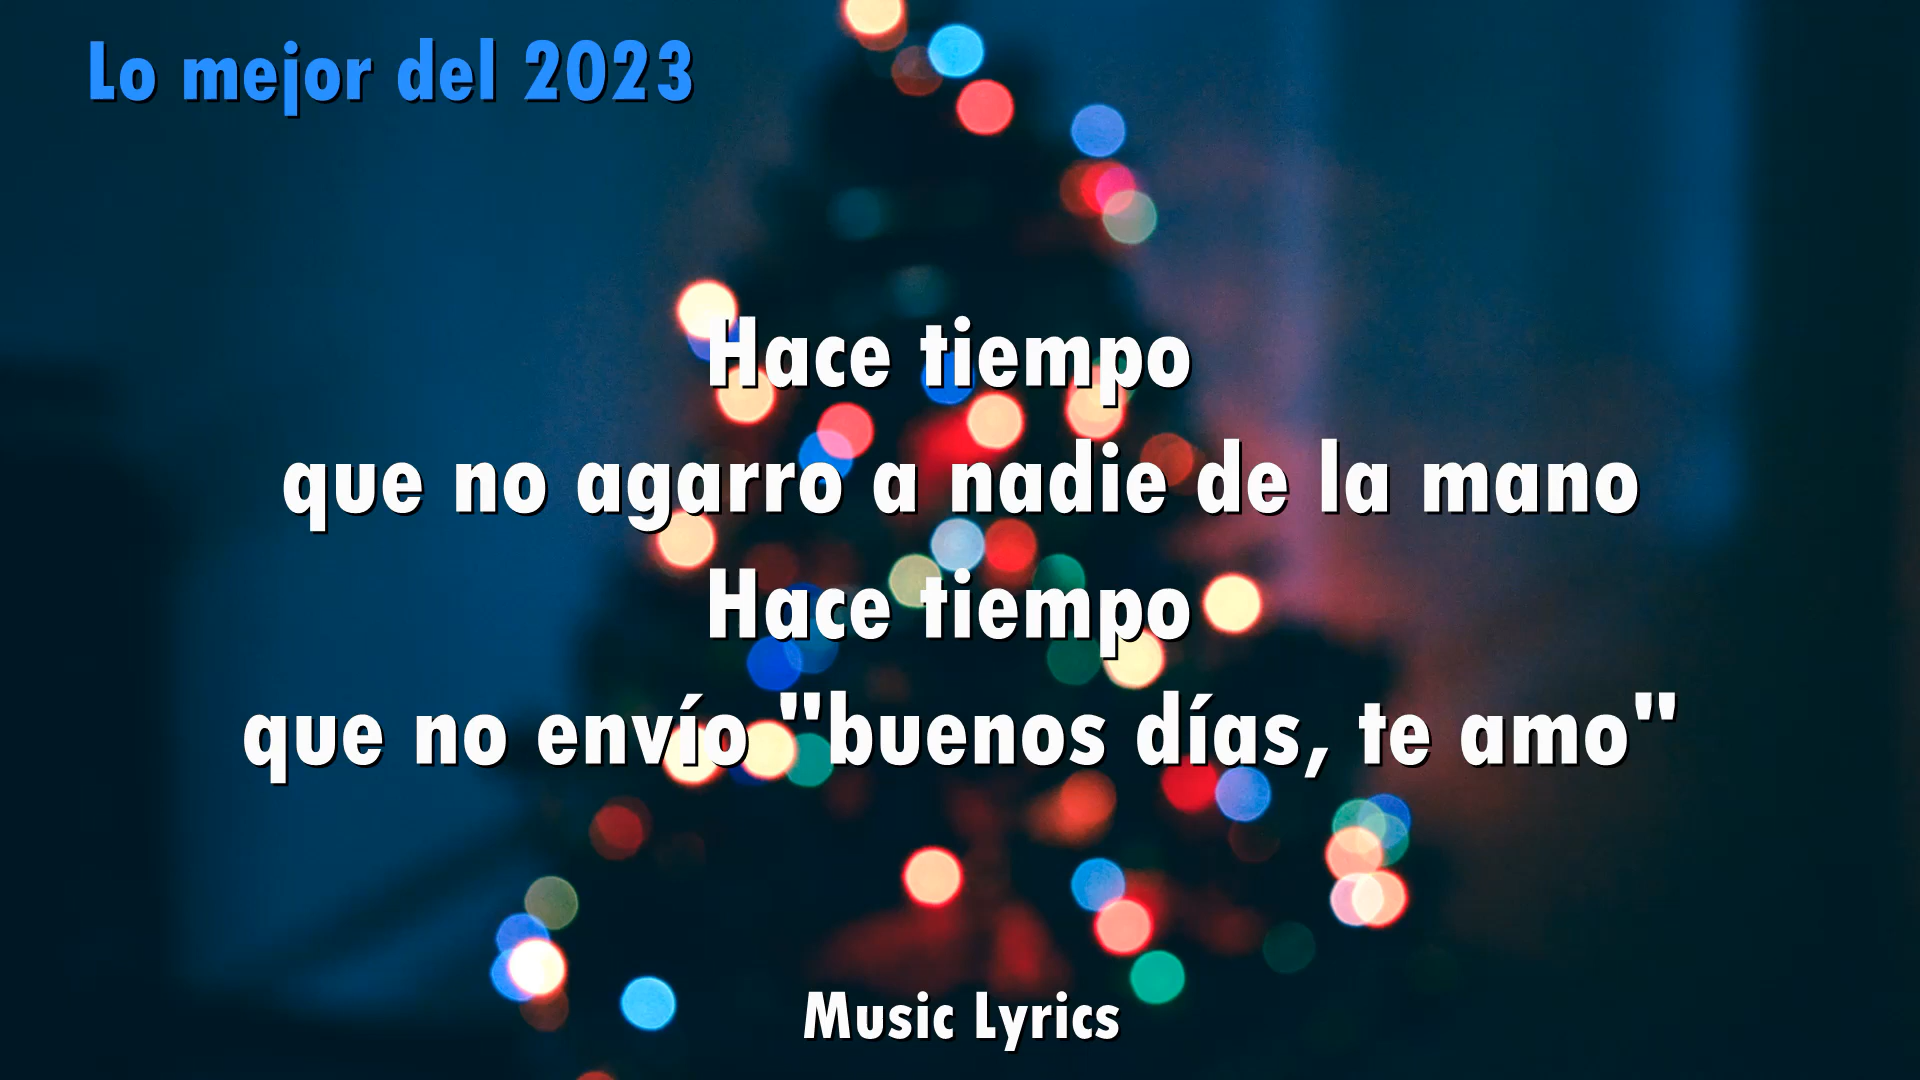 Lo mejor del 2023
Hace tiempo
que no agarro a nadie de la mano
Hace tiempo
que no envío "buenos días, te amo"
Music Lyrics